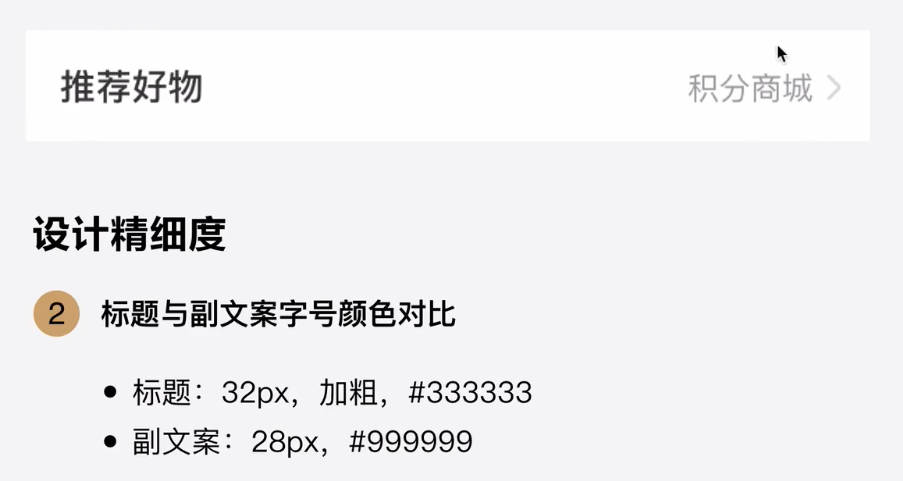 推荐好物 积分商城 >
设计精细度
2 标题与副文案字号颜色对比
• 标题：32px，加粗，#333333
• 副文案：28px，#999999